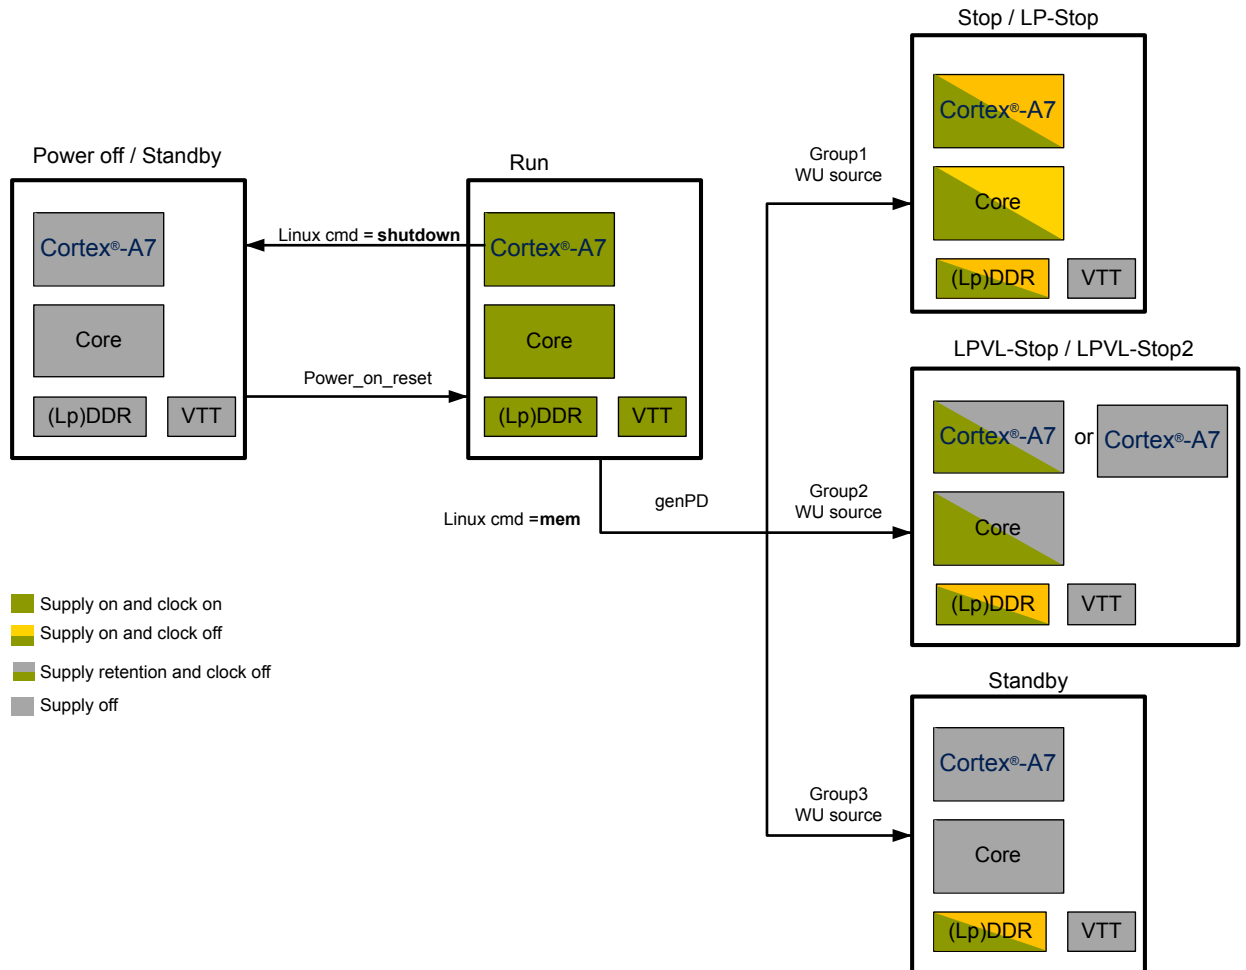 Stop / LP-Stop
Cortex®-A7
Core
(Lp)DDR VTT
Power off / Standby
Cortex®-A7
Core
(Lp)DDR VTT
Run
Cortex®-A7
Core
(Lp)DDR VTT
Linux cmd = shutdown
Power_on_reset
Group1
WU source
LPVL-Stop / LPVL-Stop2
Cortex®-A7 or Cortex®-A7
Core
(Lp)DDR VTT
Linux cmd =mem
genPD
Group2
WU source
Supply on and clock on
Supply on and clock off
Supply retention and clock off
Supply off
Standby
Cortex®-A7
Core
(Lp)DDR VTT
Group3
WU source